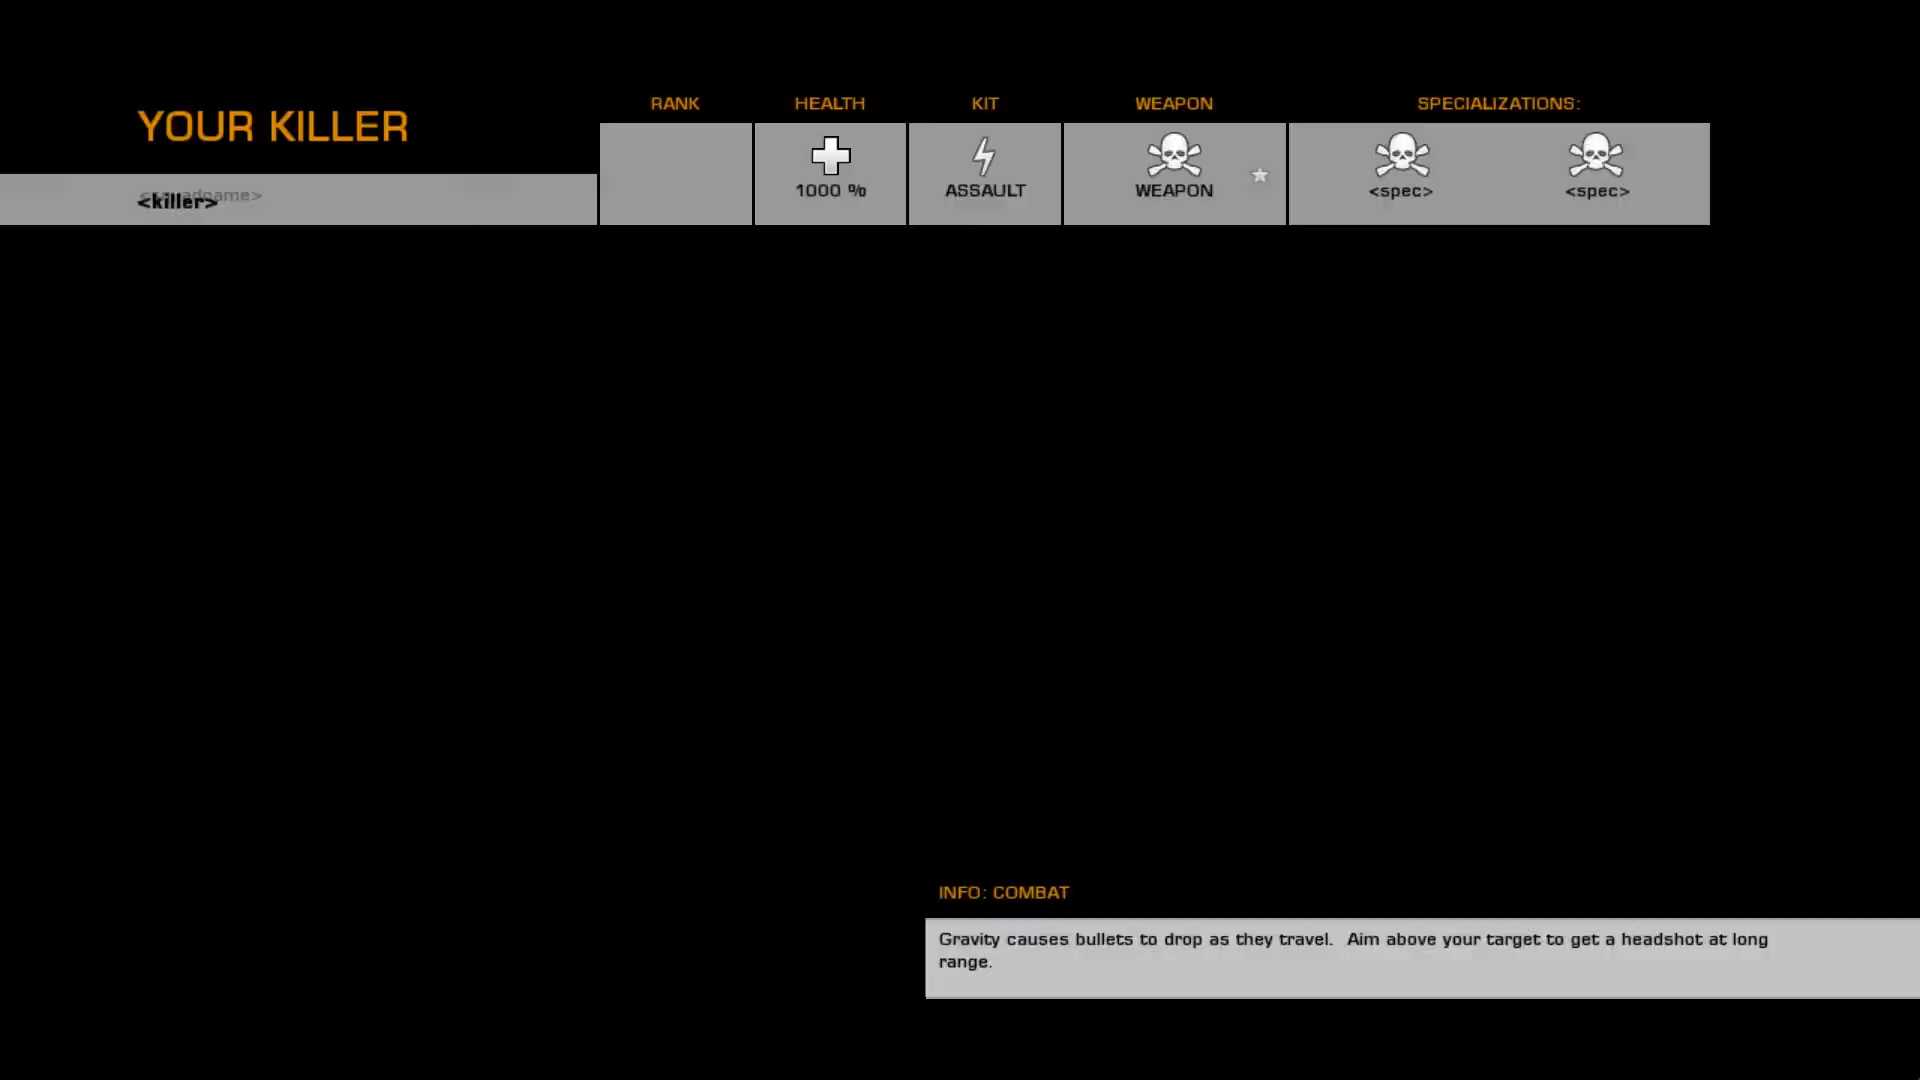 YOUR KILLER
<killer>
RANK
HEALTH
1000 %
KIT
ASSAULT
WEAPON
WEAPON
SPECIALIZATIONS:
<spec>
<spec>
INFO: COMBAT
Gravity causes bullets to drop as they travel. Aim above your target to get a headshot at long
range.